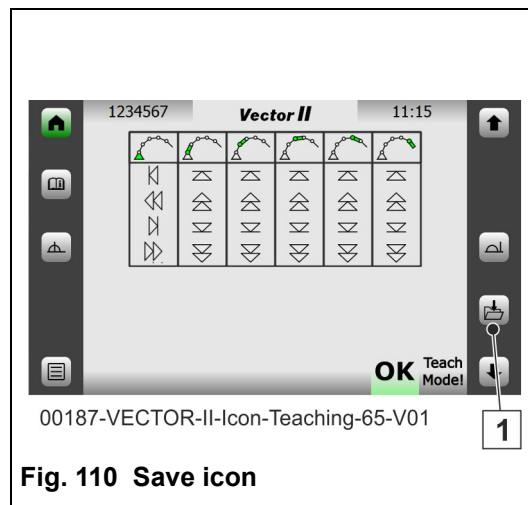 1234567 Vector II 11:15
OK Teach Mode!
00187-VECTOR-II-Icon-Teaching-65-V01
1
Fig. 110 Save icon